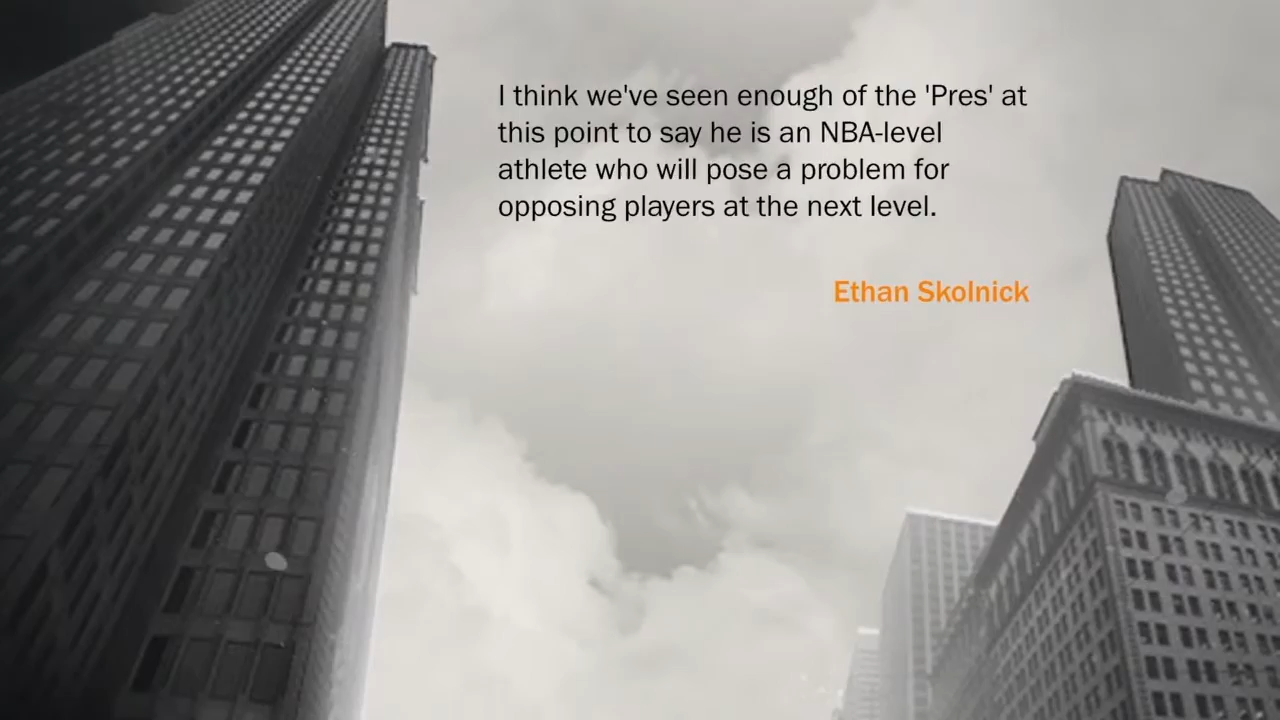 I think we've seen enough of the 'Pres' at
this point to say he is an NBA-level
athlete who will pose a problem for
opposing players at the next level.
Ethan Skolnick